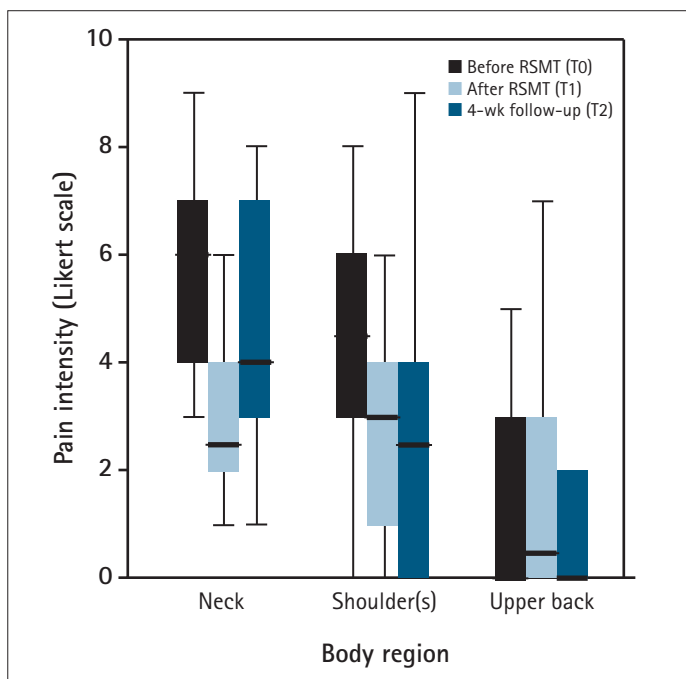 10
8
6
4
2
0
Pain intensity (Likert scale)
Before RSMT (T0)
After RSMT (T1)
4-wk follow-up (T2)
Neck
Shoulder(s)
Upper back
Body region